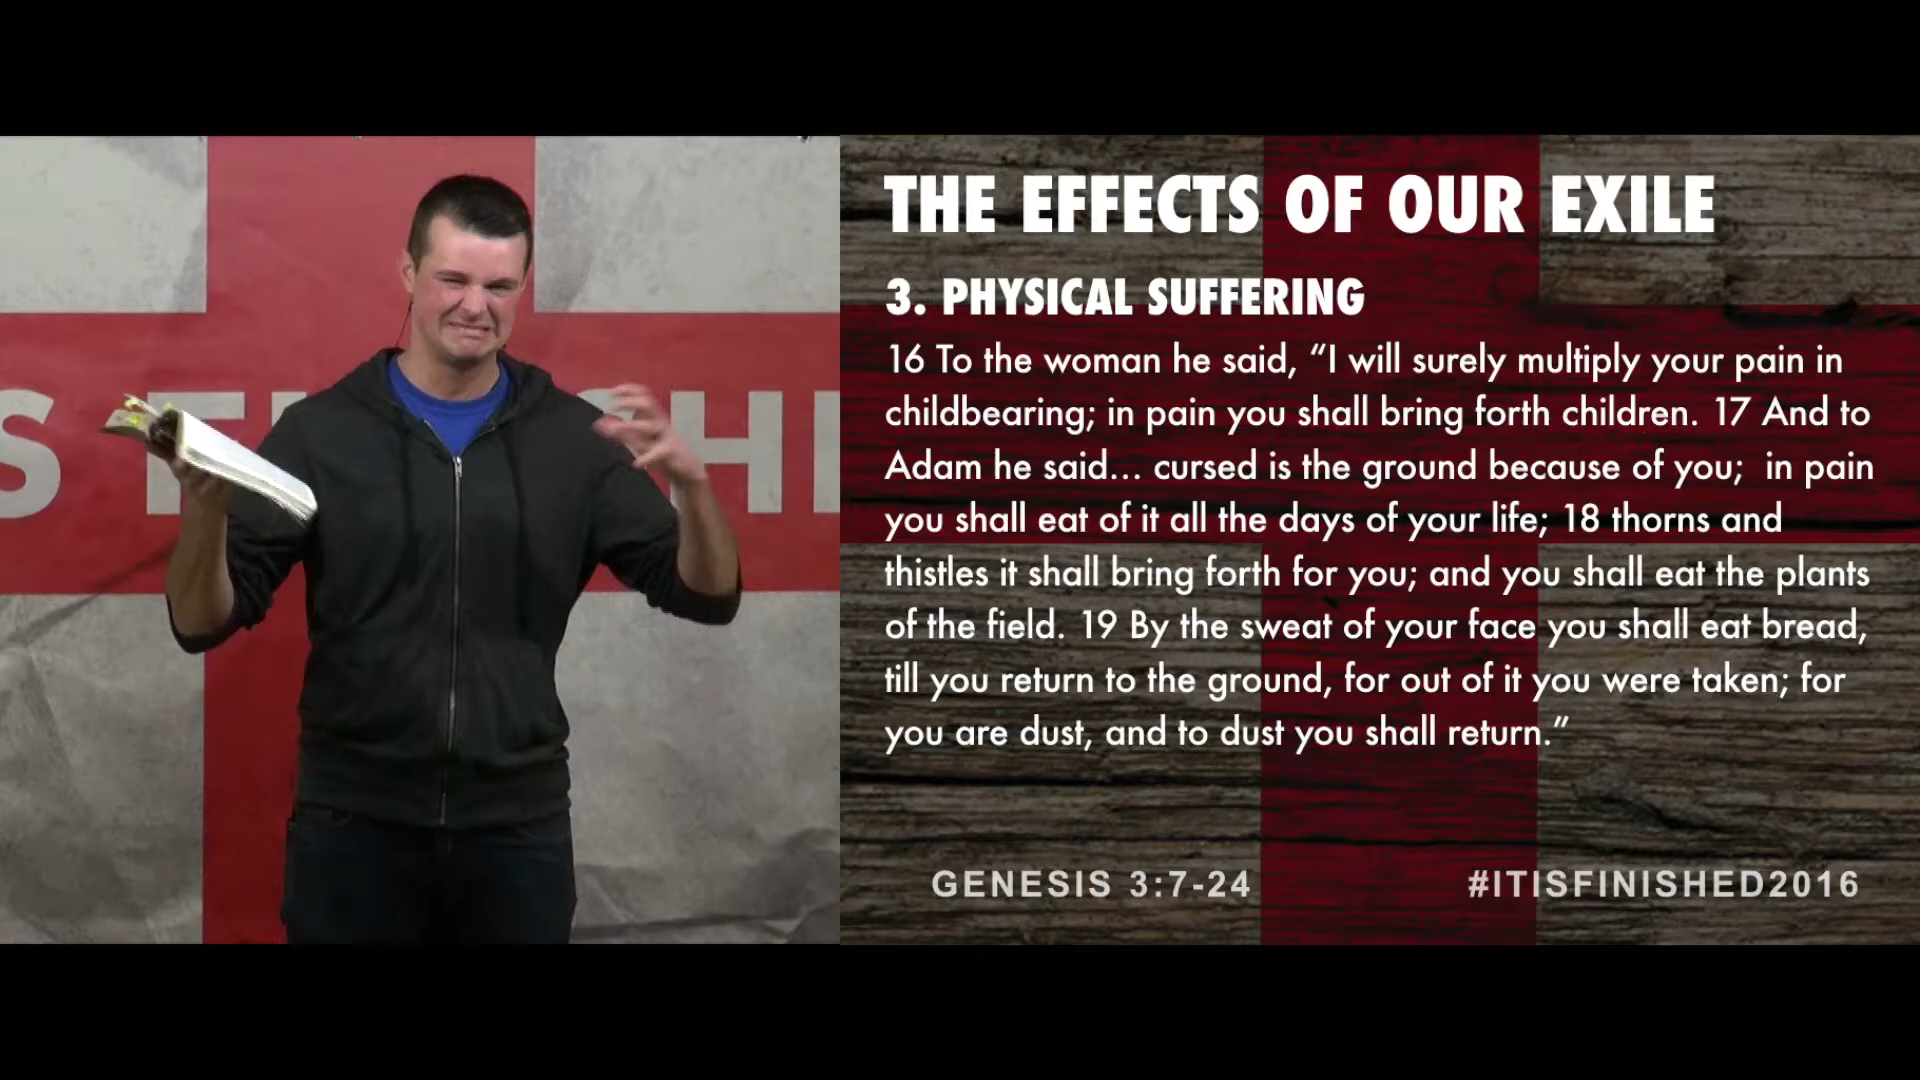 S FINISH
THE EFFECTS OF OUR EXILE
3. PHYSICAL SUFFERING
16 To the woman he said, “I will surely multiply your pain in
childbearing; in pain you shall bring forth children. 17 And to
Adam he said... cursed is the ground because of you;  in pain
you shall eat of it all the days of your life; 18 thorns and
thistles it shall bring forth for you; and you shall eat the plants
of the field. 19 By the sweat of your face you shall eat bread,
till you return to the ground, for out of it you were taken; for
you are dust, and to dust you shall return.”
GENESIS 3:7-24
#ITISFINISHED2016